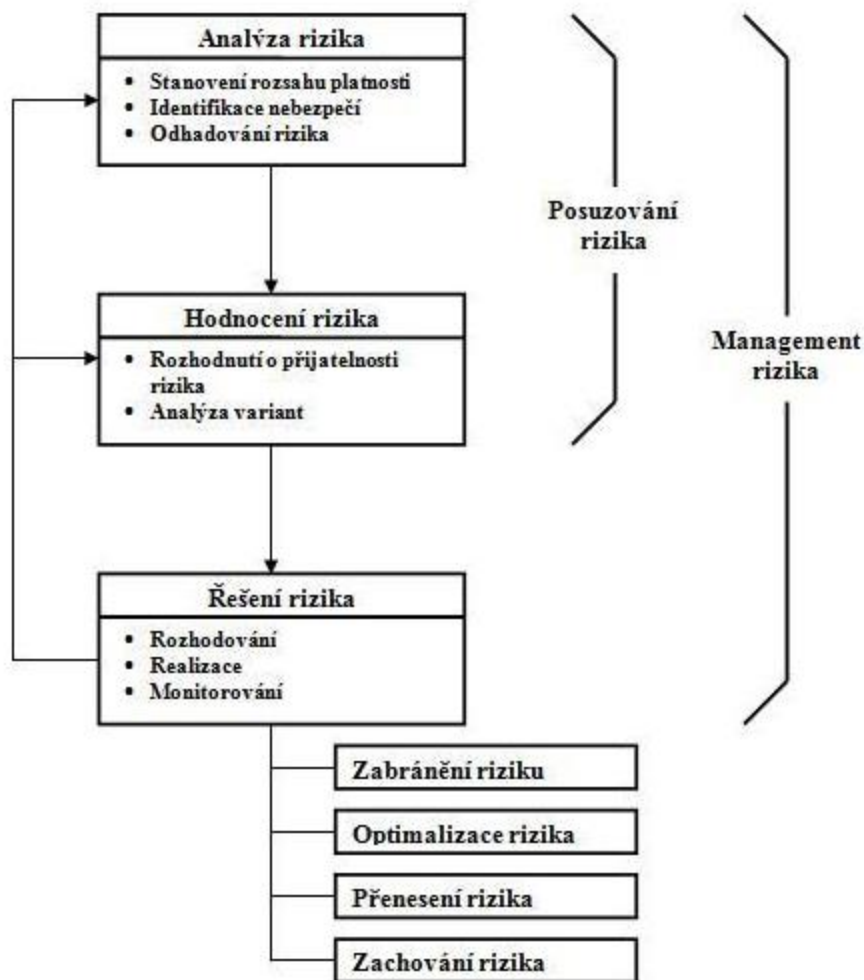 Analýza rizika
• Stanovení rozsahu platnosti
• Identifikace nebezpečí
• Odhadování rizika
Posuzování
rizika
Hodnocení rizika
• Rozhodnutí o přijatelnosti
rizika
• Analýza variant
Management
rizika
Řešení rizika
• Rozhodování
• Realizace
• Monitorování
Zabránění riziku
Optimalizace rizika
Přenesení rizika
Zachování rizika